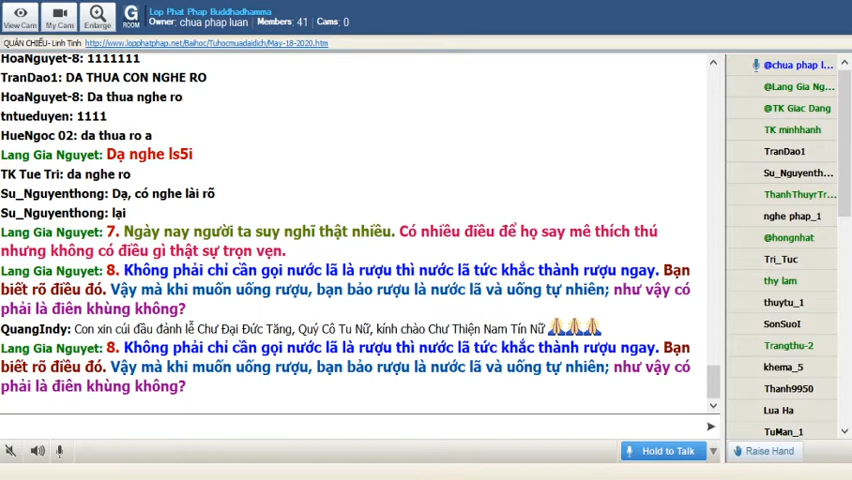 Lop Phat Phap Buddhadhamma
Owner: chua phap luan Members: 41 Cams: 0
View Cam My Cam Enlarge G ROOM
QUÁN CHIẾU- Linh Tinh http://www.lopphatphap.net/Baihoc/Tuhocmuadaidich/May-18-2020.htm
HoaNguyet-8: 1111111
TranDao1: DA THUA CON NGHE RO
HoaNguyet-8: Da thua nghe ro
tntueduyen: 1111
HueNgoc 02: da thua ro a
Lang Gia Nguyet: Dạ nghe ls5i
TK Tue Tri: da nghe ro
Su_Nguyenthong: Dạ, có nghe lài rõ
Su_Nguyenthong: lại
Lang Gia Nguyet: 7. Ngày nay người ta suy nghĩ thật nhiều. Có nhiều điều để họ say mê thích thú
nhưng không có điều gì thật sự trọn vẹn.
Lang Gia Nguyet: 8. Không phải chỉ cần gọi nước lã là rượu thì nước lã tức khắc thành rượu ngay. Bạn
biết rõ điều đó. Vậy mà khi muốn uống rượu, bạn bảo rượu là nước lã và uống tự nhiên; như vậy có
phải là điên khùng không?
QuangIndy: Con xin cúi đầu đảnh lễ Chư Đại Đức Tăng, Quý Cô Tu Nữ, kính chào Chư Thiện Nam Tín Nữ
Lang Gia Nguyet: 8. Không phải chỉ cần gọi nước lã là rượu thì nước lã tức khắc thành rượu ngay. Bạn
biết rõ điều đó. Vậy mà khi muốn uống rượu, bạn bảo rượu là nước lã và uống tự nhiên; như vậy có
phải là điên khùng không?
@chua phap l...
@Lang Gia Ng...
@TK Giac Dang
TK minhhanh
TranDao1
Su_Nguyenth...
ThanhThuyrTr...
nghe phap_1
@hongnhat
Tri_Tuc
thy lam
thuytu_1
SonSuoI
Trangthu-2
khema_5
Thanh9950
Lua Ha
TuMan_1
Hold to Talk
Raise Hand